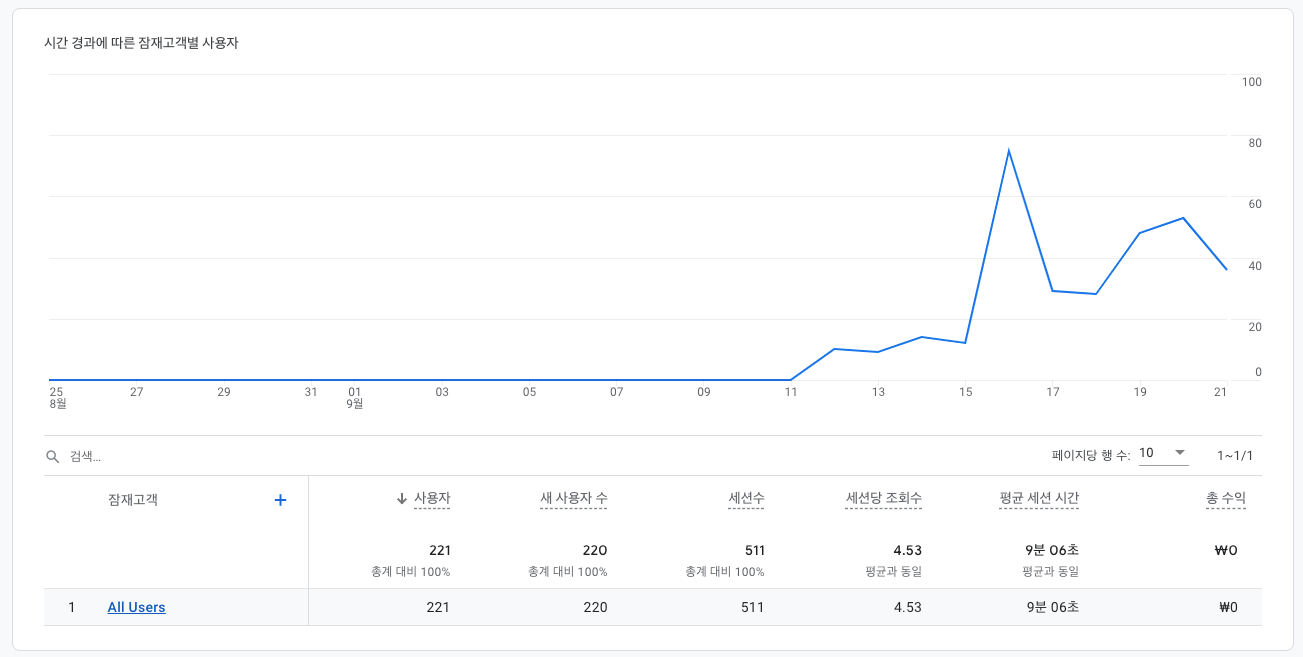 시간 경과에 따른 잠재고객별 사용자
100
80
60
40
20
0
25 27 29 31 01 03 05 07 09 11 13 15 17 19 21
8월 9월
검색... 페이지당 행 수: 10 1~1/1
잠재고객 + ↓ 사용자 새 사용자 수 세션수 세션당 조회수 평균 세션 시간 총 수익
221 220 511 4.53 9분 06초 ₩0
총계 대비 100% 총계 대비 100% 총계 대비 100% 평균과 동일 평균과 동일
1 All Users 221 220 511 4.53 9분 06초 ₩0